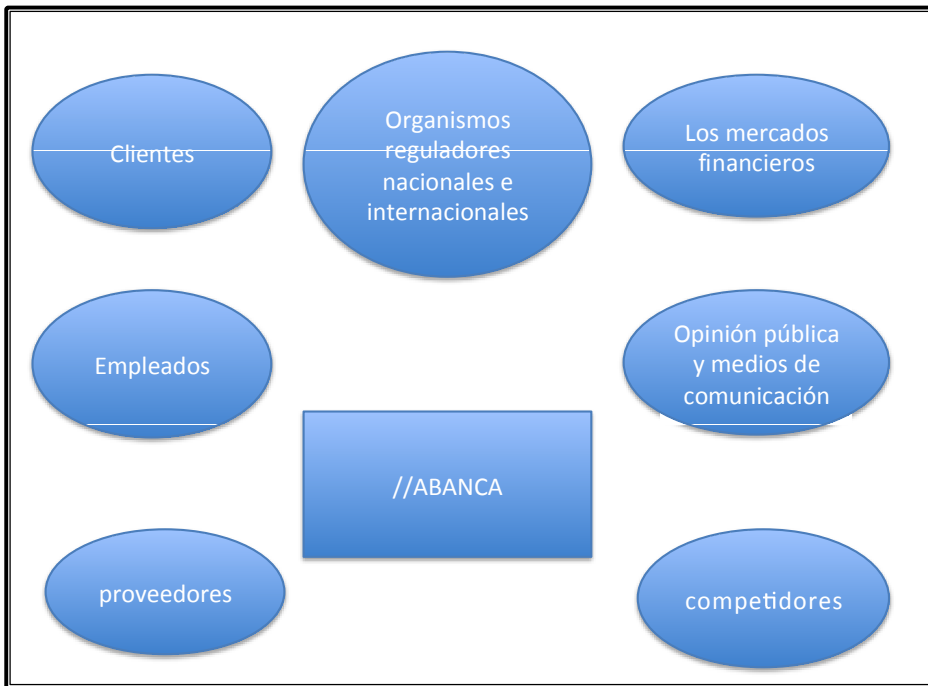 Clientes
Organismos
reguladores
nacionales e
internacionales
Los mercados
financieros
Empleados
Opinión pública
y medios de
comunicación
//ABANCA
proveedores
competidores